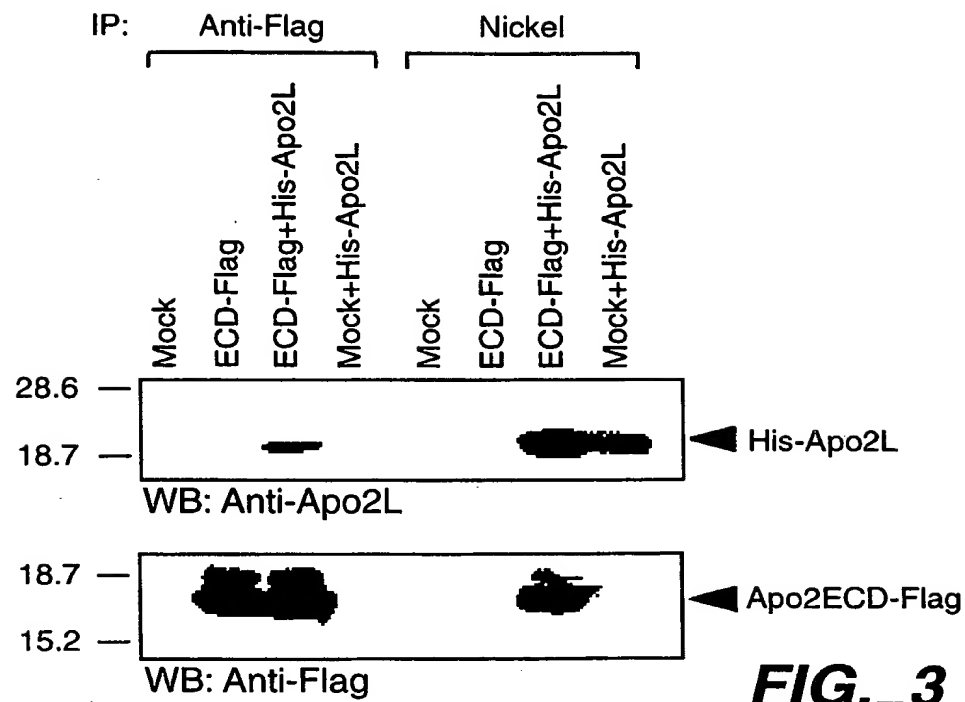 IP: Anti-Flag Nickel
Mock
ECD-Flag
ECD-Flag+His-Apo2L
Mock+His-Apo2L
Mock
ECD-Flag
ECD-Flag+His-Apo2L
Mock+His-Apo2L
28.6
18.7
His-Apo2L
WB: Anti-Apo2L
18.7
Apo2ECD-Flag
15.2
WB: Anti-Flag
FIG._3